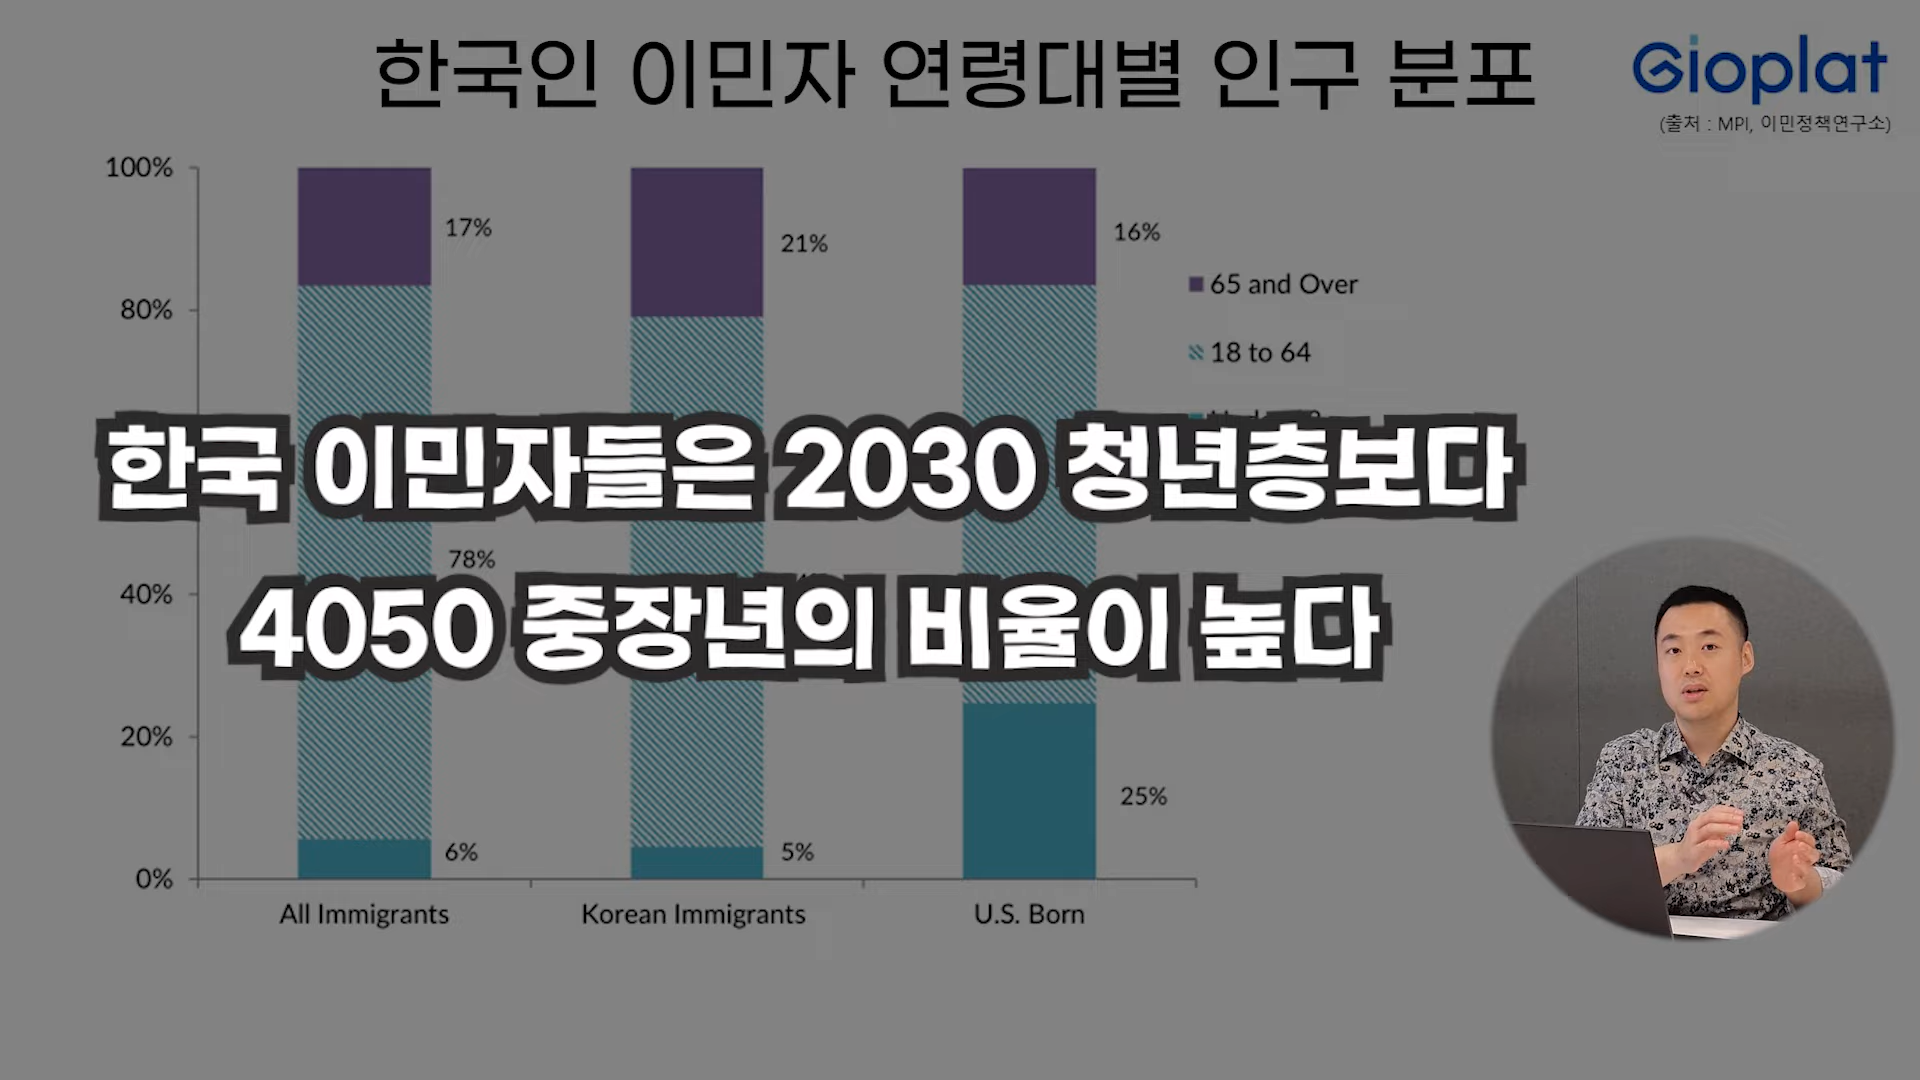 한국인 이민자 연령대별 인구 분포
Gioplat
(출처 : MPI, 이민정책연구소)
100%
80%
40%
20%
0%
17%
21%
16%
78%
6%
5%
25%
65 and Over
18 to 64
한국 이민자들은 2030 청년층보다
4050 중장년의 비율이 높다
All Immigrants
Korean Immigrants
U.S. Born